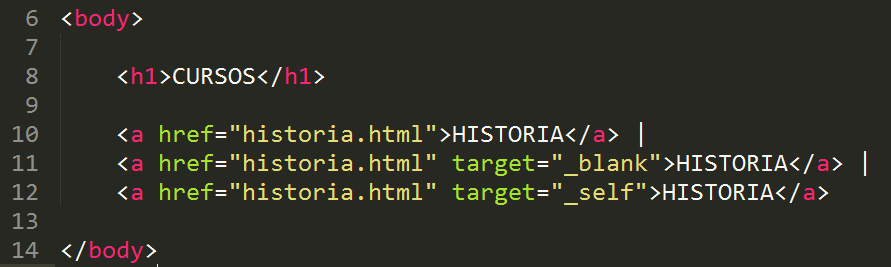 6 <body>
7
8 <h1>CURSOS</h1>
9
10 <a href="historia.html">HISTORIA</a> |
11 <a href="historia.html" target="_blank">HISTORIA</a> |
12 <a href="historia.html" target="_self">HISTORIA</a>
13
14 </body>